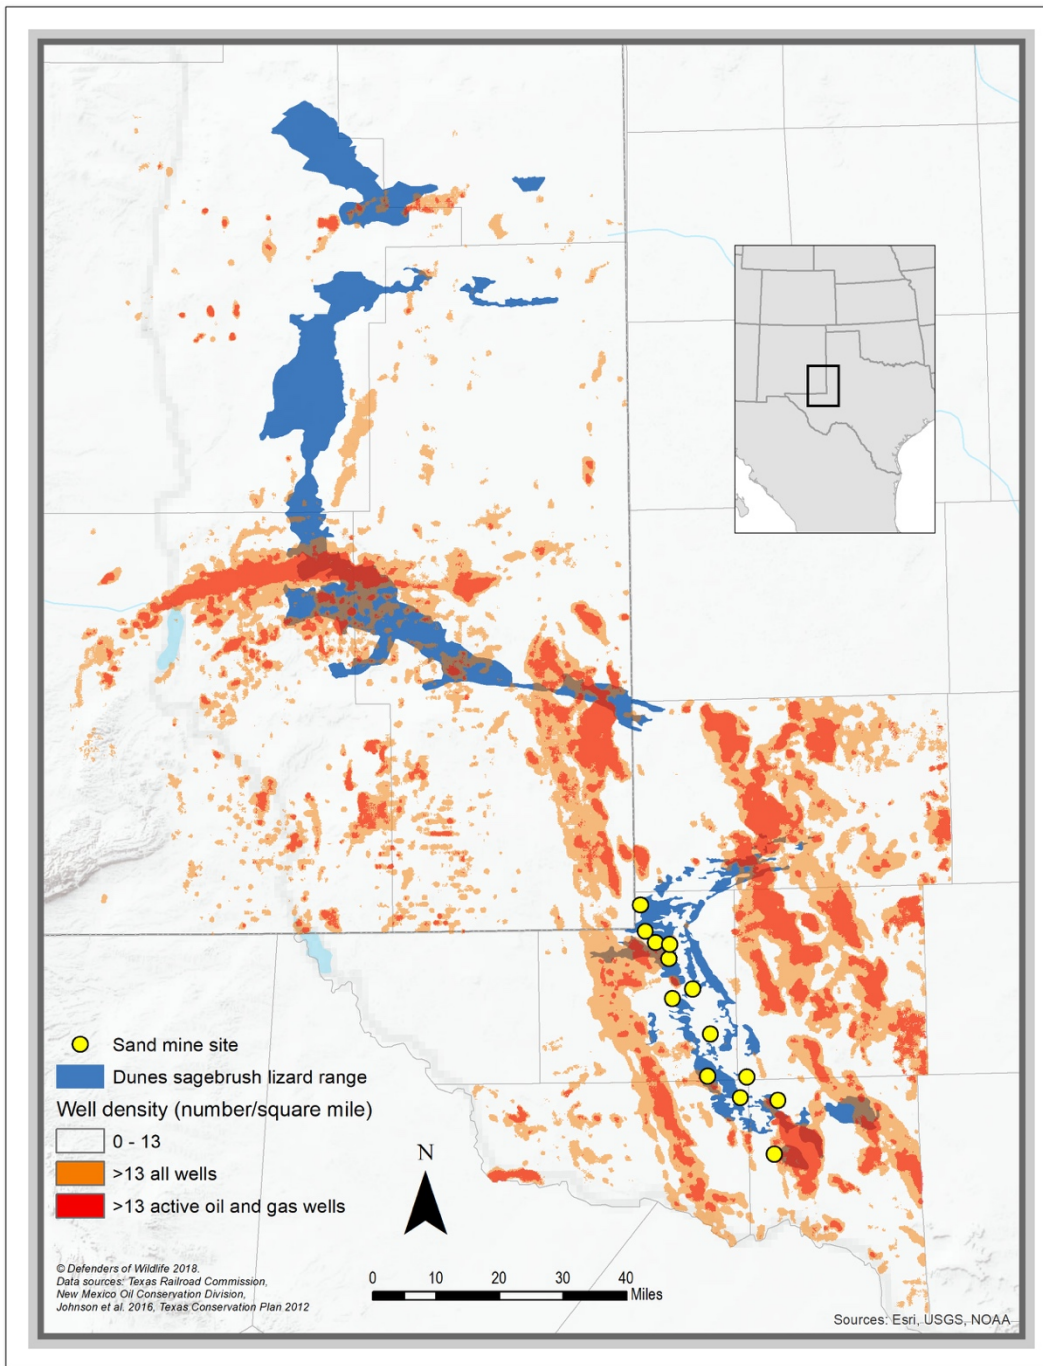 Sand mine site
Dunes sagebrush lizard range
Well density (number/square mile)
0 - 13
>13 all wells
>13 active oil and gas wells
N
© Defenders of Wildlife 2018.
Data sources: Texas Railroad Commission,
New Mexico Oil Conservation Division,
Johnson et al. 2016, Texas Conservation Plan 2012
0 10 20 30 40
Miles
Sources: Esri, USGS, NOAA